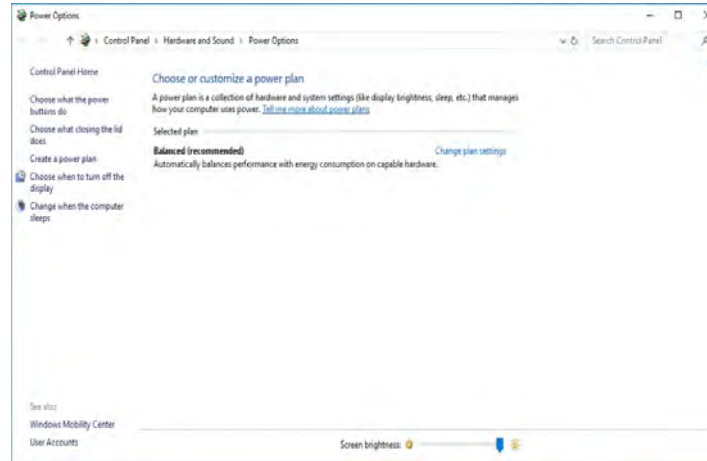 Power Options
Control Panel › Hardware and Sound › Power Options
Search Control Panel
Control Panel Home
Choose what the power
buttons do
Choose what closing the lid
does
Create a power plan
Choose when to turn off the
display
Change when the computer
sleeps
Choose or customize a power plan
A power plan is a collection of hardware and system settings (like display brightness, sleep, etc.) that manages
how your computer uses power. Tell me more about power plans
Selected plan
Balanced (recommended)
Change plan settings
Automatically balances performance with energy consumption on capable hardware.
See also
Windows Mobility Center
User Accounts
Screen brightness: